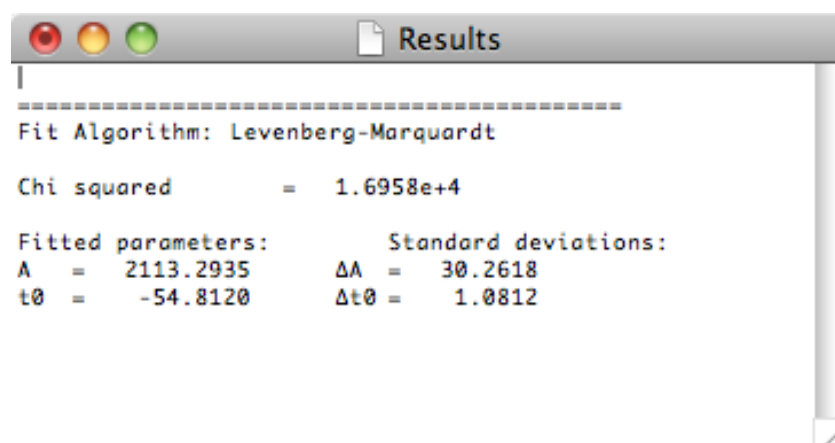 Results
===========================================
Fit Algorithm: Levenberg-Marquardt
Chi squared = 1.6958e+4
Fitted parameters: Standard deviations:
A = 2113.2935 ΔA = 30.2618
t0 = -54.8120 Δt0 = 1.0812